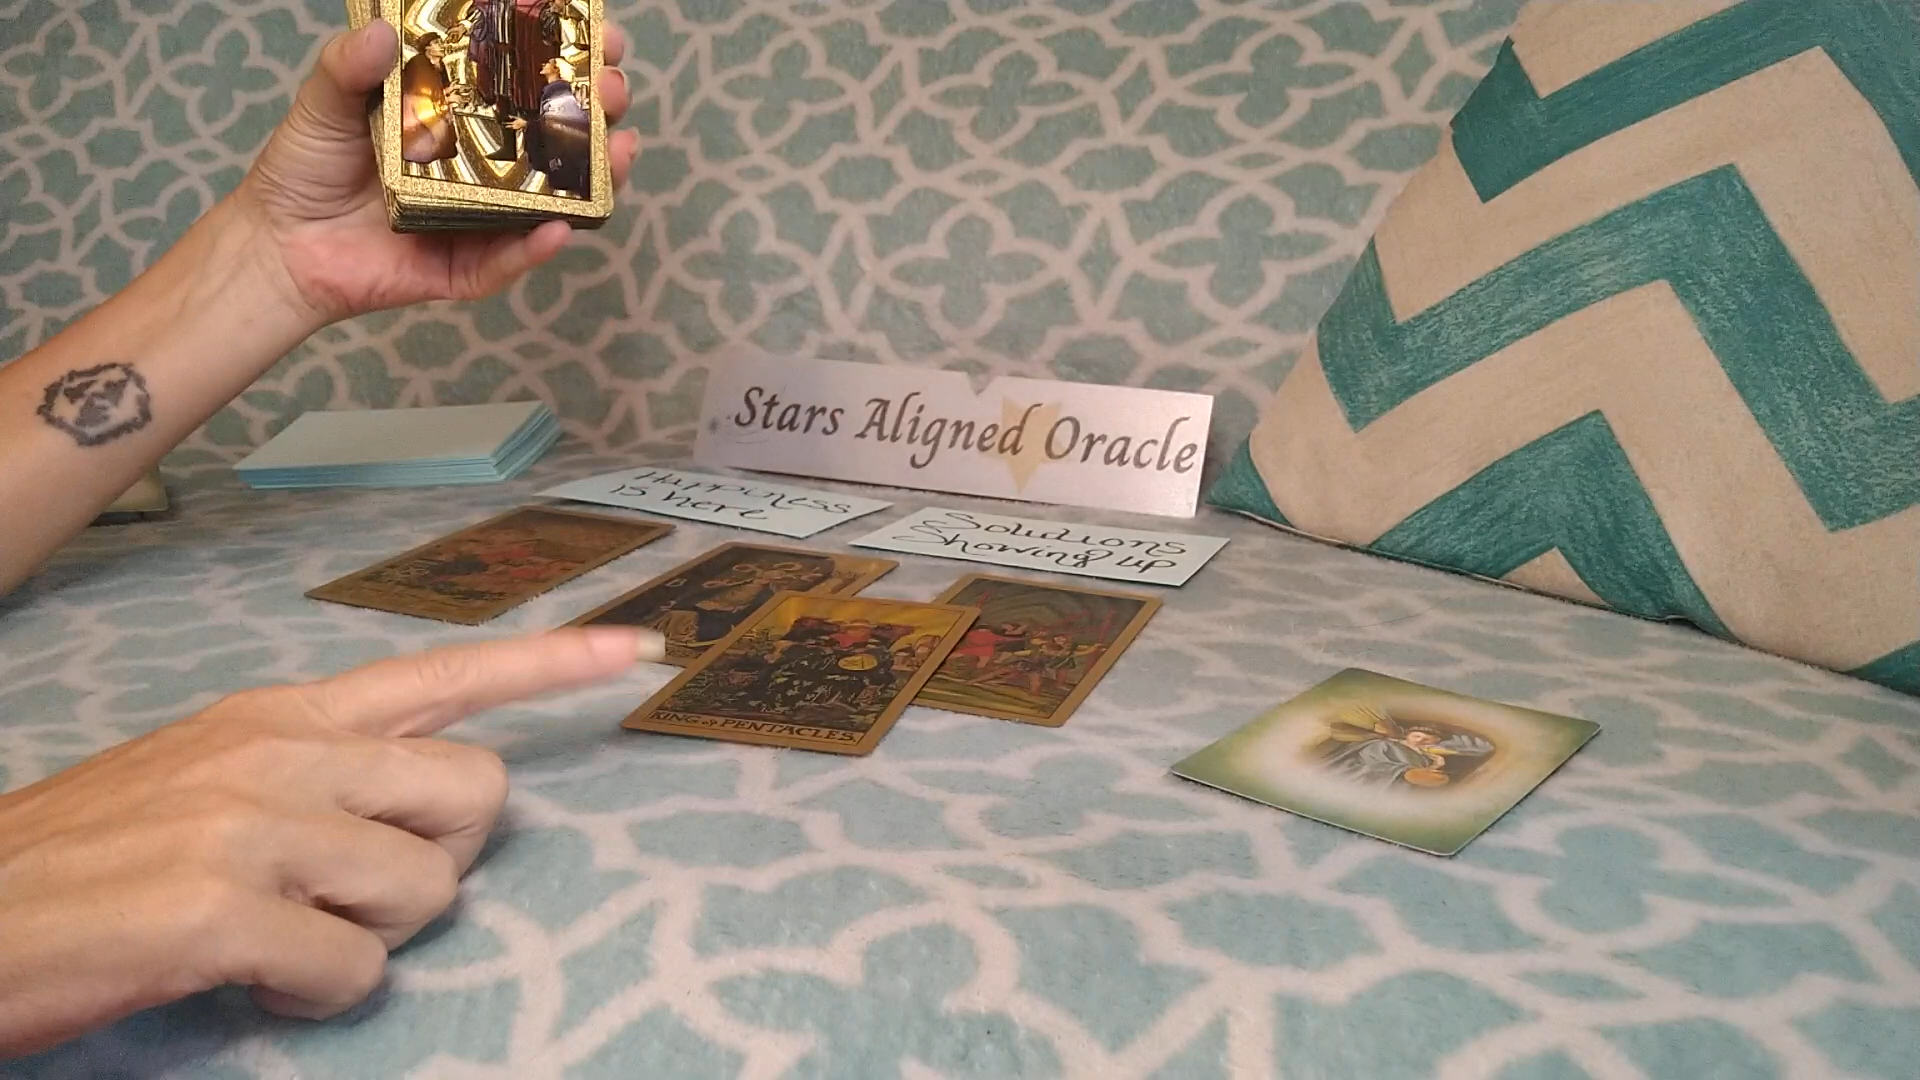 Stars Aligned Oracle
Happiness
is here
Solutions
Showing up
KING of PENTACLES.